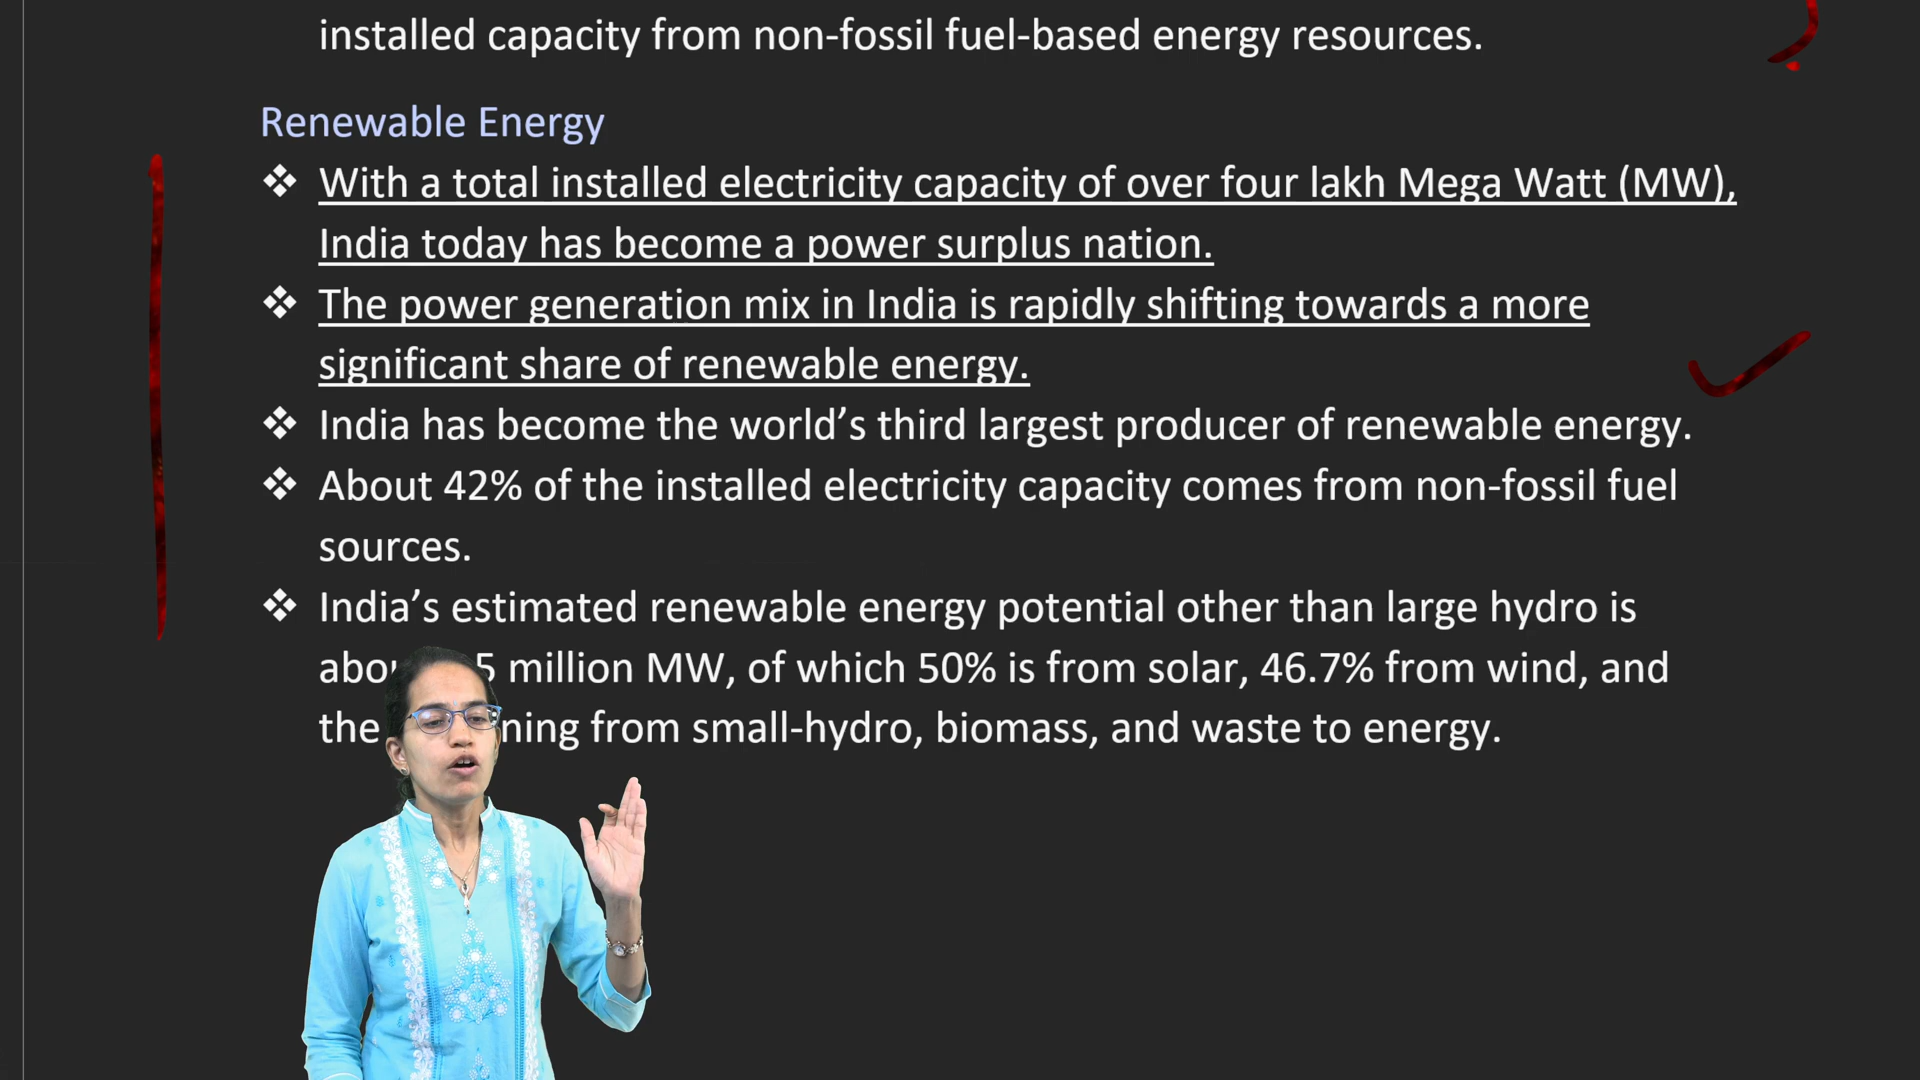 installed capacity from non-fossil fuel-based energy resources.
Renewable Energy
❖ With a total installed electricity capacity of over four lakh Mega Watt (MW),
India today has become a power surplus nation.
❖ The power generation mix in India is rapidly shifting towards a more
significant share of renewable energy.
❖ India has become the world’s third largest producer of renewable energy.
❖ About 42% of the installed electricity capacity comes from non-fossil fuel
sources.
❖ India’s estimated renewable energy potential other than large hydro is
million MW, of which 50% is from solar, 46.7% from wind, and
the from small-hydro, biomass, and waste to energy.